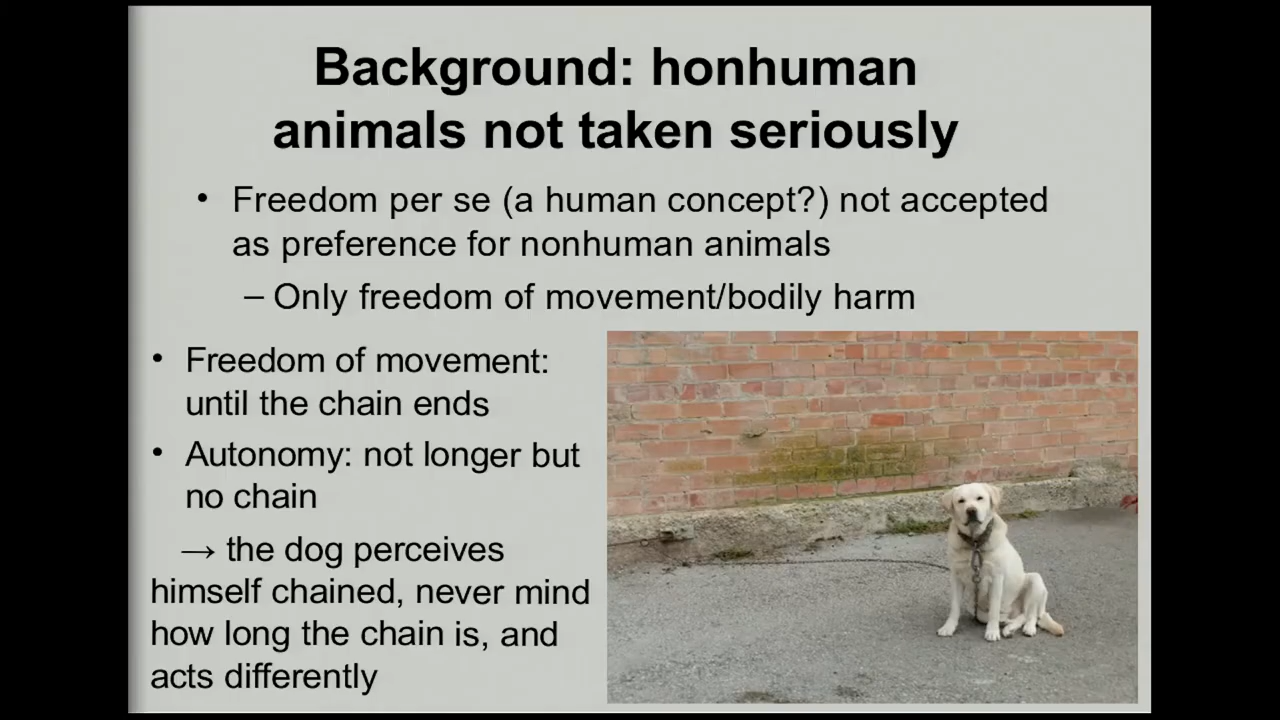 Background: honhuman
animals not taken seriously
• Freedom per se (a human concept?) not accepted
as preference for nonhuman animals
– Only freedom of movement/bodily harm
• Freedom of movement:
until the chain ends
• Autonomy: not longer but
no chain
→ the dog perceives
himself chained, never mind
how long the chain is, and
acts differently